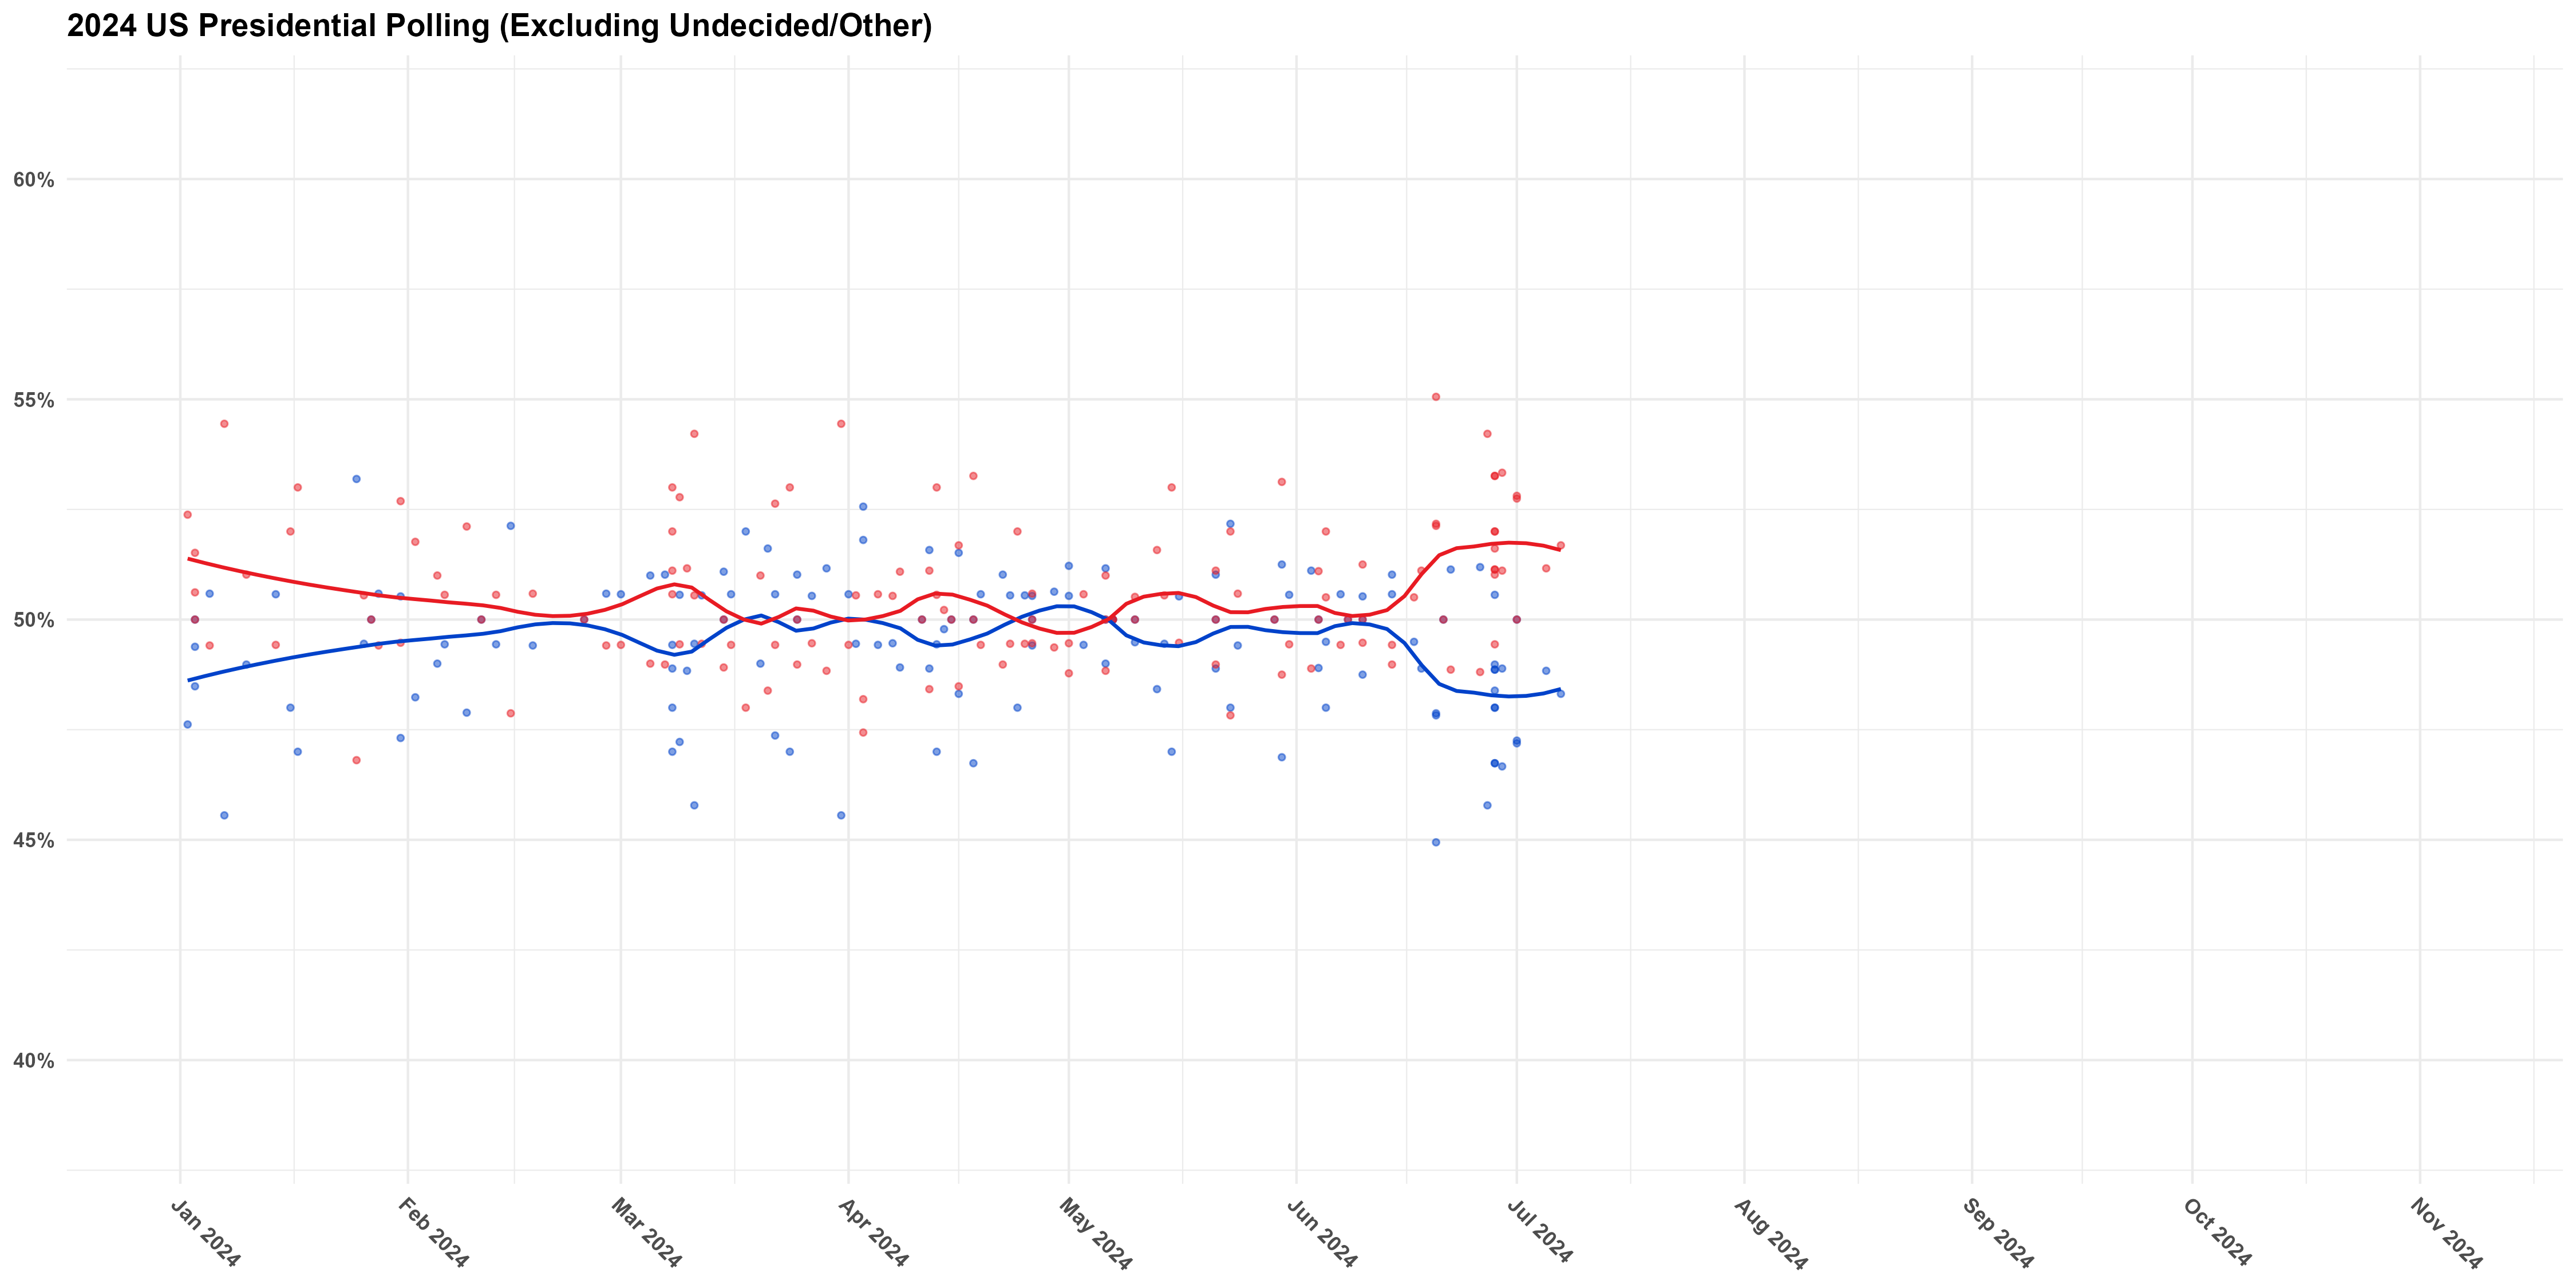 2024 US Presidential Polling (Excluding Undecided/Other)
60%
55%
50%
45%
40%
Jan 2024
Feb 2024
Mar 2024
Apr 2024
May 2024
Jun 2024
Jul 2024
Aug 2024
Sep 2024
Oct 2024
Nov 2024